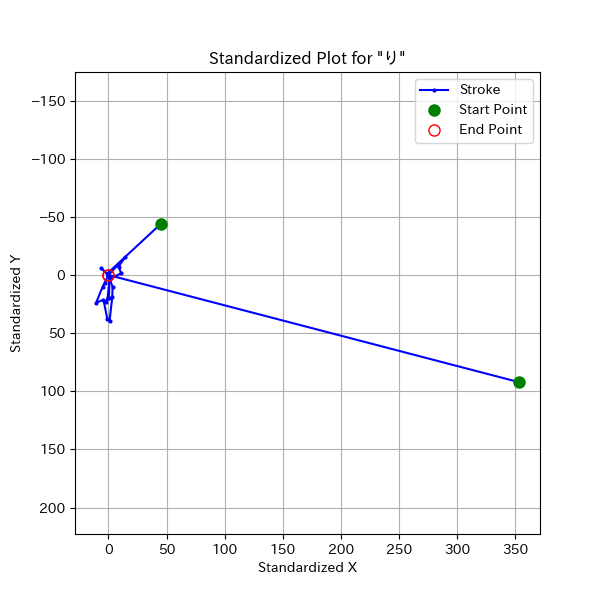 Standardized Plot for "り"
Stroke
Start Point
End Point
−150
−100
−50
0
50
100
150
200
Standardized Y
0 50 100 150 200 250 300 350
Standardized X